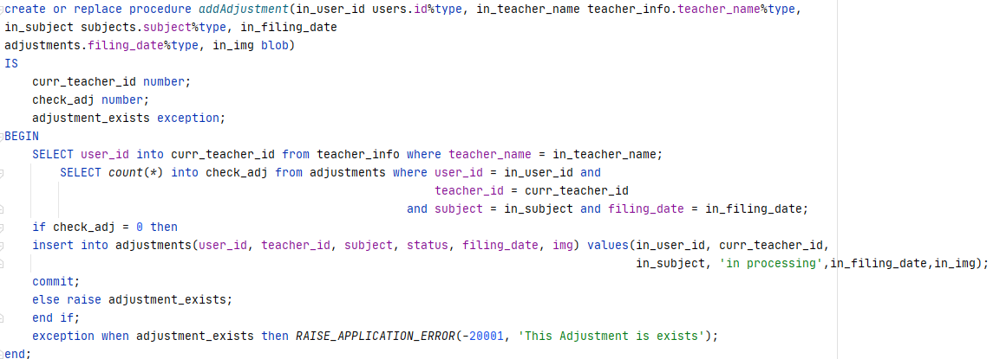 create or replace procedure addAdjustment(in_user_id users.id%type, in_teacher_name teacher_info.teacher_name%type,
in_subject subjects.subject%type, in_filing_date
adjustments.filing_date%type, in_img blob)
IS
    curr_teacher_id number;
    check_adj number;
    adjustment_exists exception;
BEGIN
    SELECT user_id into curr_teacher_id from teacher_info where teacher_name = in_teacher_name;
        SELECT count(*) into check_adj from adjustments where user_id = in_user_id and
                                                              teacher_id = curr_teacher_id
                                                          and subject = in_subject and filing_date = in_filing_date;
    if check_adj = 0 then
    insert into adjustments(user_id, teacher_id, subject, status, filing_date, img) values(in_user_id, curr_teacher_id,
                                                                                           in_subject, 'in processing',in_filing_date,in_img);
    commit;
    else raise adjustment_exists;
    end if;
    exception when adjustment_exists then RAISE_APPLICATION_ERROR(-20001, 'This Adjustment is exists');
end;